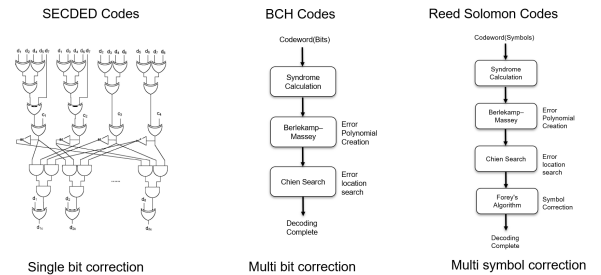 SECDED Codes
BCH Codes
Reed Solomon Codes
Codeword(Bits)
Syndrome
Calculation
Berlekamp–
Massey
Error
Polynomial
Creation
Chien Search
Error
location
search
Decoding
Complete
Codeword(Symbols)
Syndrome
Calculation
Berlekamp–
Massey
Error
Polynomial
Creation
Chien Search
Error
location
search
Forey's
Algorithm
Symbol
Correction
Decoding
Complete
Single bit correction
Multi bit correction
Multi symbol correction